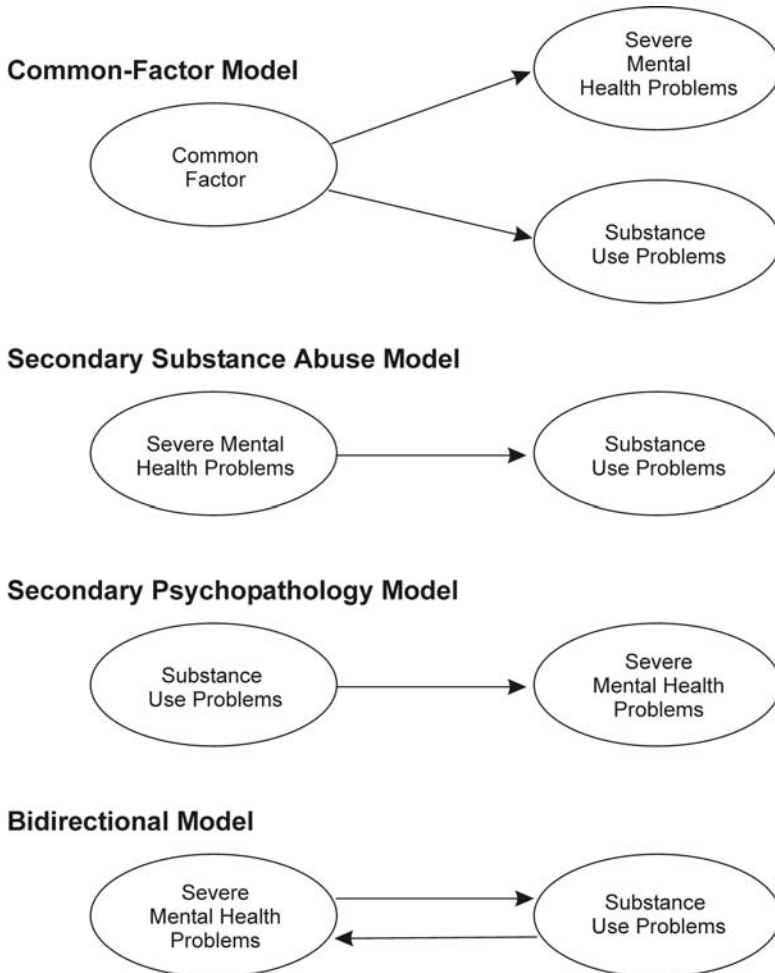 Common-Factor Model
Severe
Mental
Health Problems
Common
Factor
Substance
Use Problems
Secondary Substance Abuse Model
Severe Mental
Health Problems
Substance
Use Problems
Secondary Psychopathology Model
Substance
Use Problems
Severe
Mental Health
Problems
Bidirectional Model
Severe
Mental Health
Problems
Substance
Use Problems